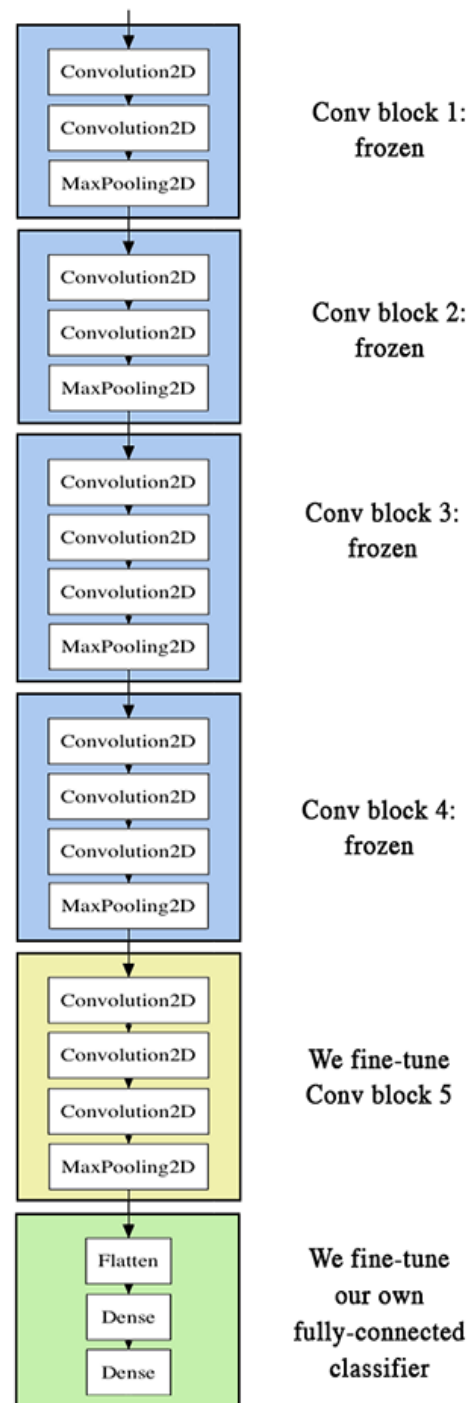 Convolution2D
Convolution2D
MaxPooling2D
Conv block 1:
frozen
Convolution2D
Convolution2D
MaxPooling2D
Conv block 2:
frozen
Convolution2D
Convolution2D
Convolution2D
MaxPooling2D
Conv block 3:
frozen
Convolution2D
Convolution2D
Convolution2D
MaxPooling2D
Conv block 4:
frozen
Convolution2D
Convolution2D
Convolution2D
MaxPooling2D
We fine-tune
Conv block 5
Flatten
Dense
Dense
We fine-tune
our own
fully-connected
classifier